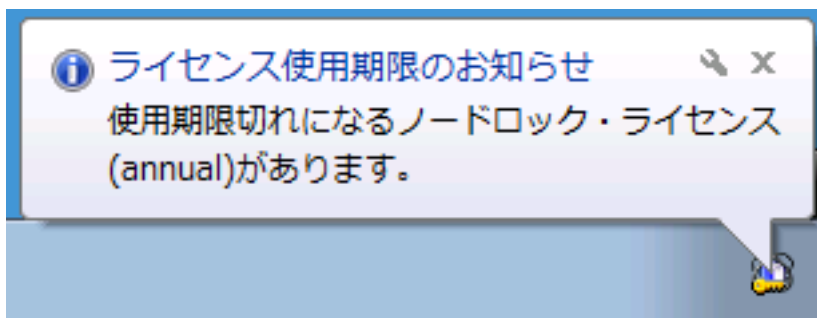 ライセンス使用期限のお知らせ
使用期限切れになるノードロック・ライセンス
(annual)があります。